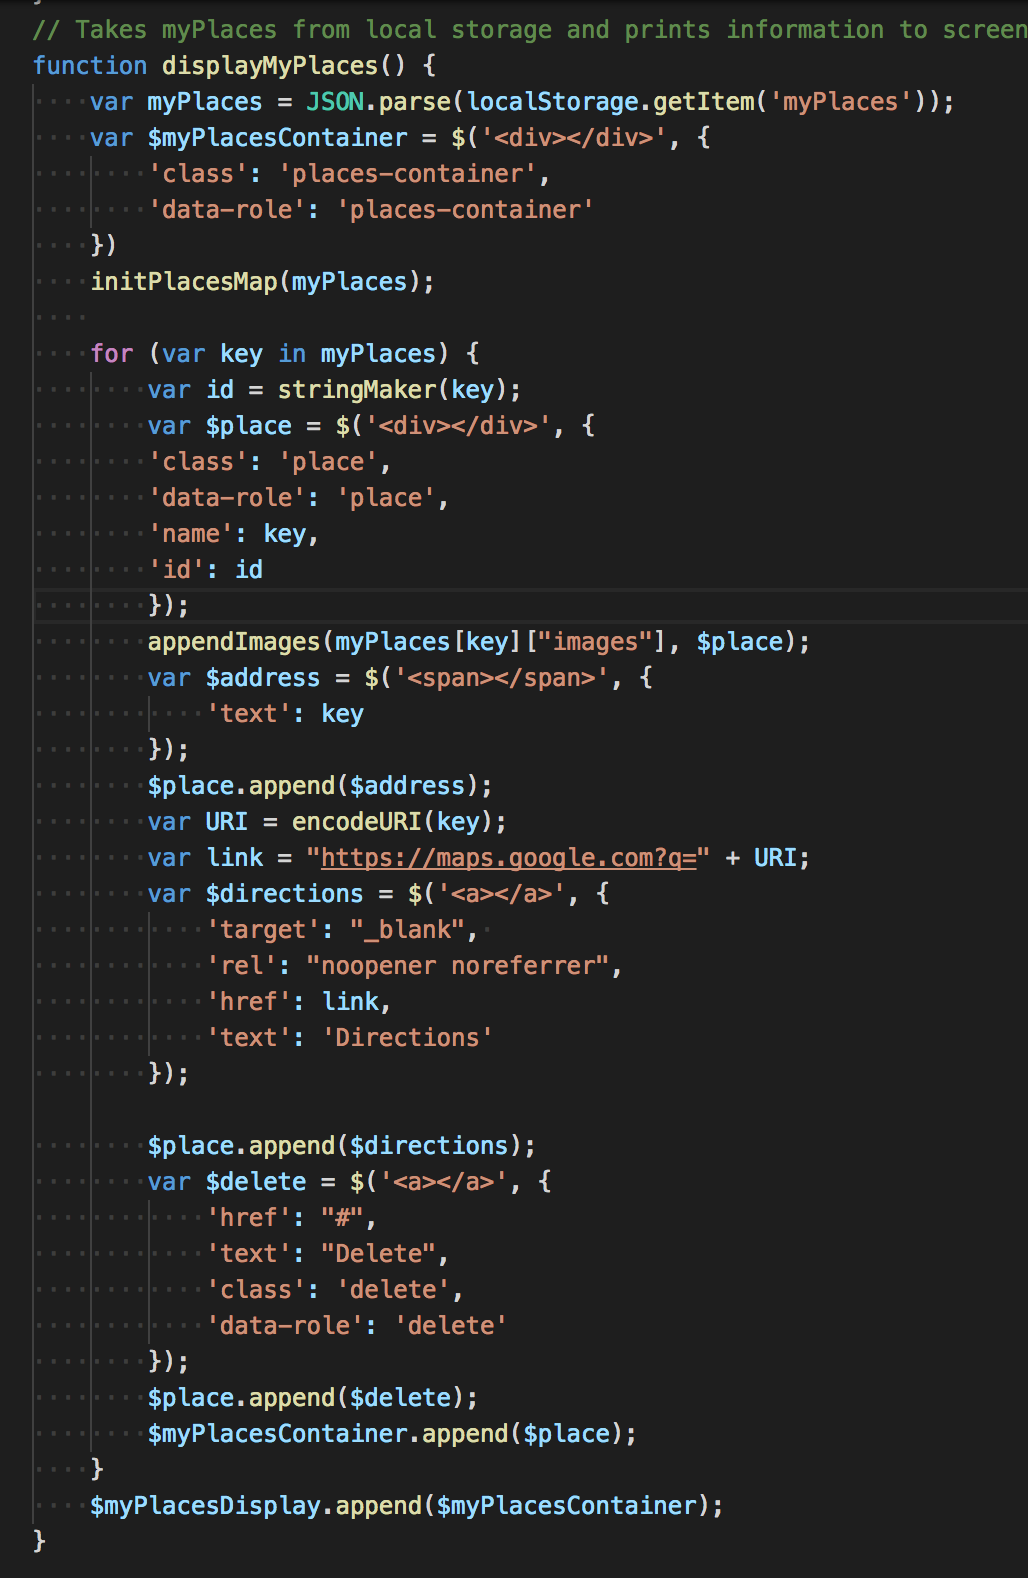 // Takes myPlaces from local storage and prints information to screen
function displayMyPlaces() {
    var myPlaces = JSON.parse(localStorage.getItem('myPlaces'));
    var $myPlacesContainer = $('<div></div>', {
        'class': 'places-container',
        'data-role': 'places-container'
    })
    initPlacesMap(myPlaces);

    for (var key in myPlaces) {
        var id = stringMaker(key);
        var $place = $('<div></div>', {
        'class': 'place',
        'data-role': 'place',
        'name': key,
        'id': id
        });
        appendImages(myPlaces[key]["images"], $place);
        var $address = $('<span></span>', {
            'text': key
        });
        $place.append($address);
        var URI = encodeURI(key);
        var link = "https://maps.google.com?q=" + URI;
        var $directions = $('<a></a>', {
            'target': "_blank",
            'rel': "noopener noreferrer",
            'href': link,
            'text': 'Directions'
        });

        $place.append($directions);
        var $delete = $('<a></a>', {
            'href': "#",
            'text': "Delete",
            'class': 'delete',
            'data-role': 'delete'
        });
        $place.append($delete);
        $myPlacesContainer.append($place);
    }
    $myPlacesDisplay.append($myPlacesContainer);
}